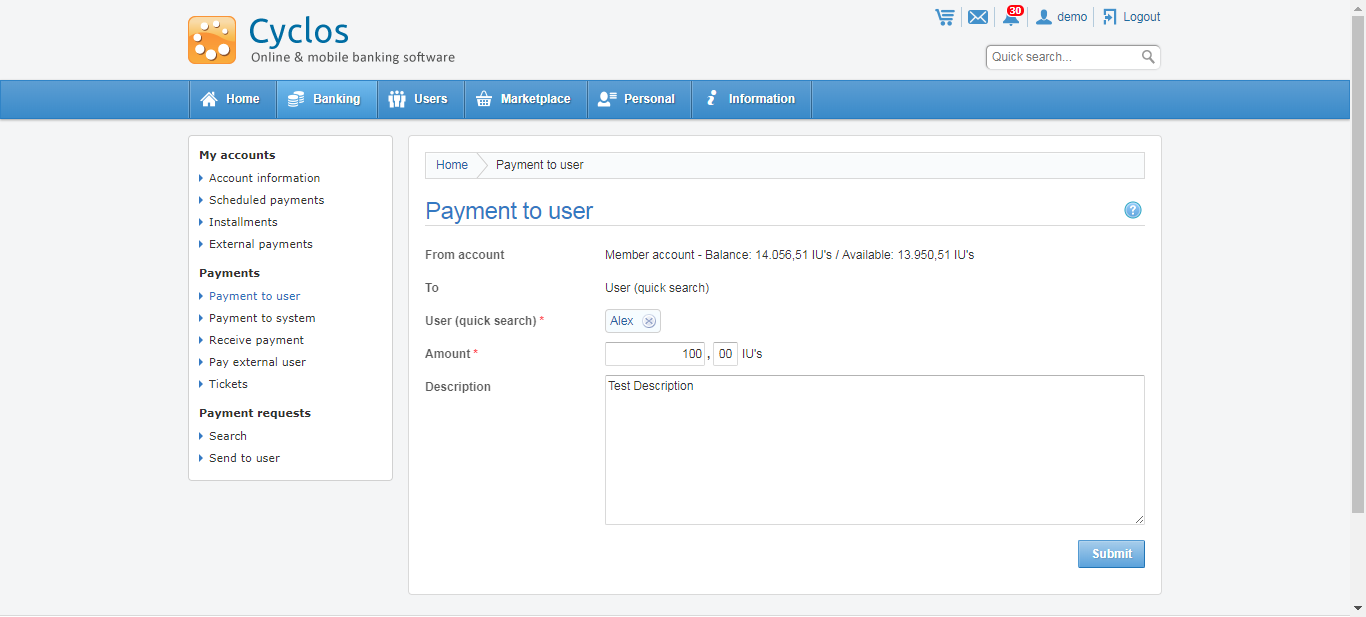 Cyclos
Online & mobile banking software
30
demo
Logout
Quick search...
Home
Banking
Users
Marketplace
Personal
Information
My accounts
Account information
Scheduled payments
Installments
External payments
Payments
Payment to user
Payment to system
Receive payment
Pay external user
Tickets
Payment requests
Search
Send to user
Home
Payment to user
Payment to user
?
From account
Member account - Balance: 14.056,51 IU's / Available: 13.950,51 IU's
To
User (quick search)
User (quick search) *
Alex
Amount *
100 , 00 IU's
Description
Test Description
Submit